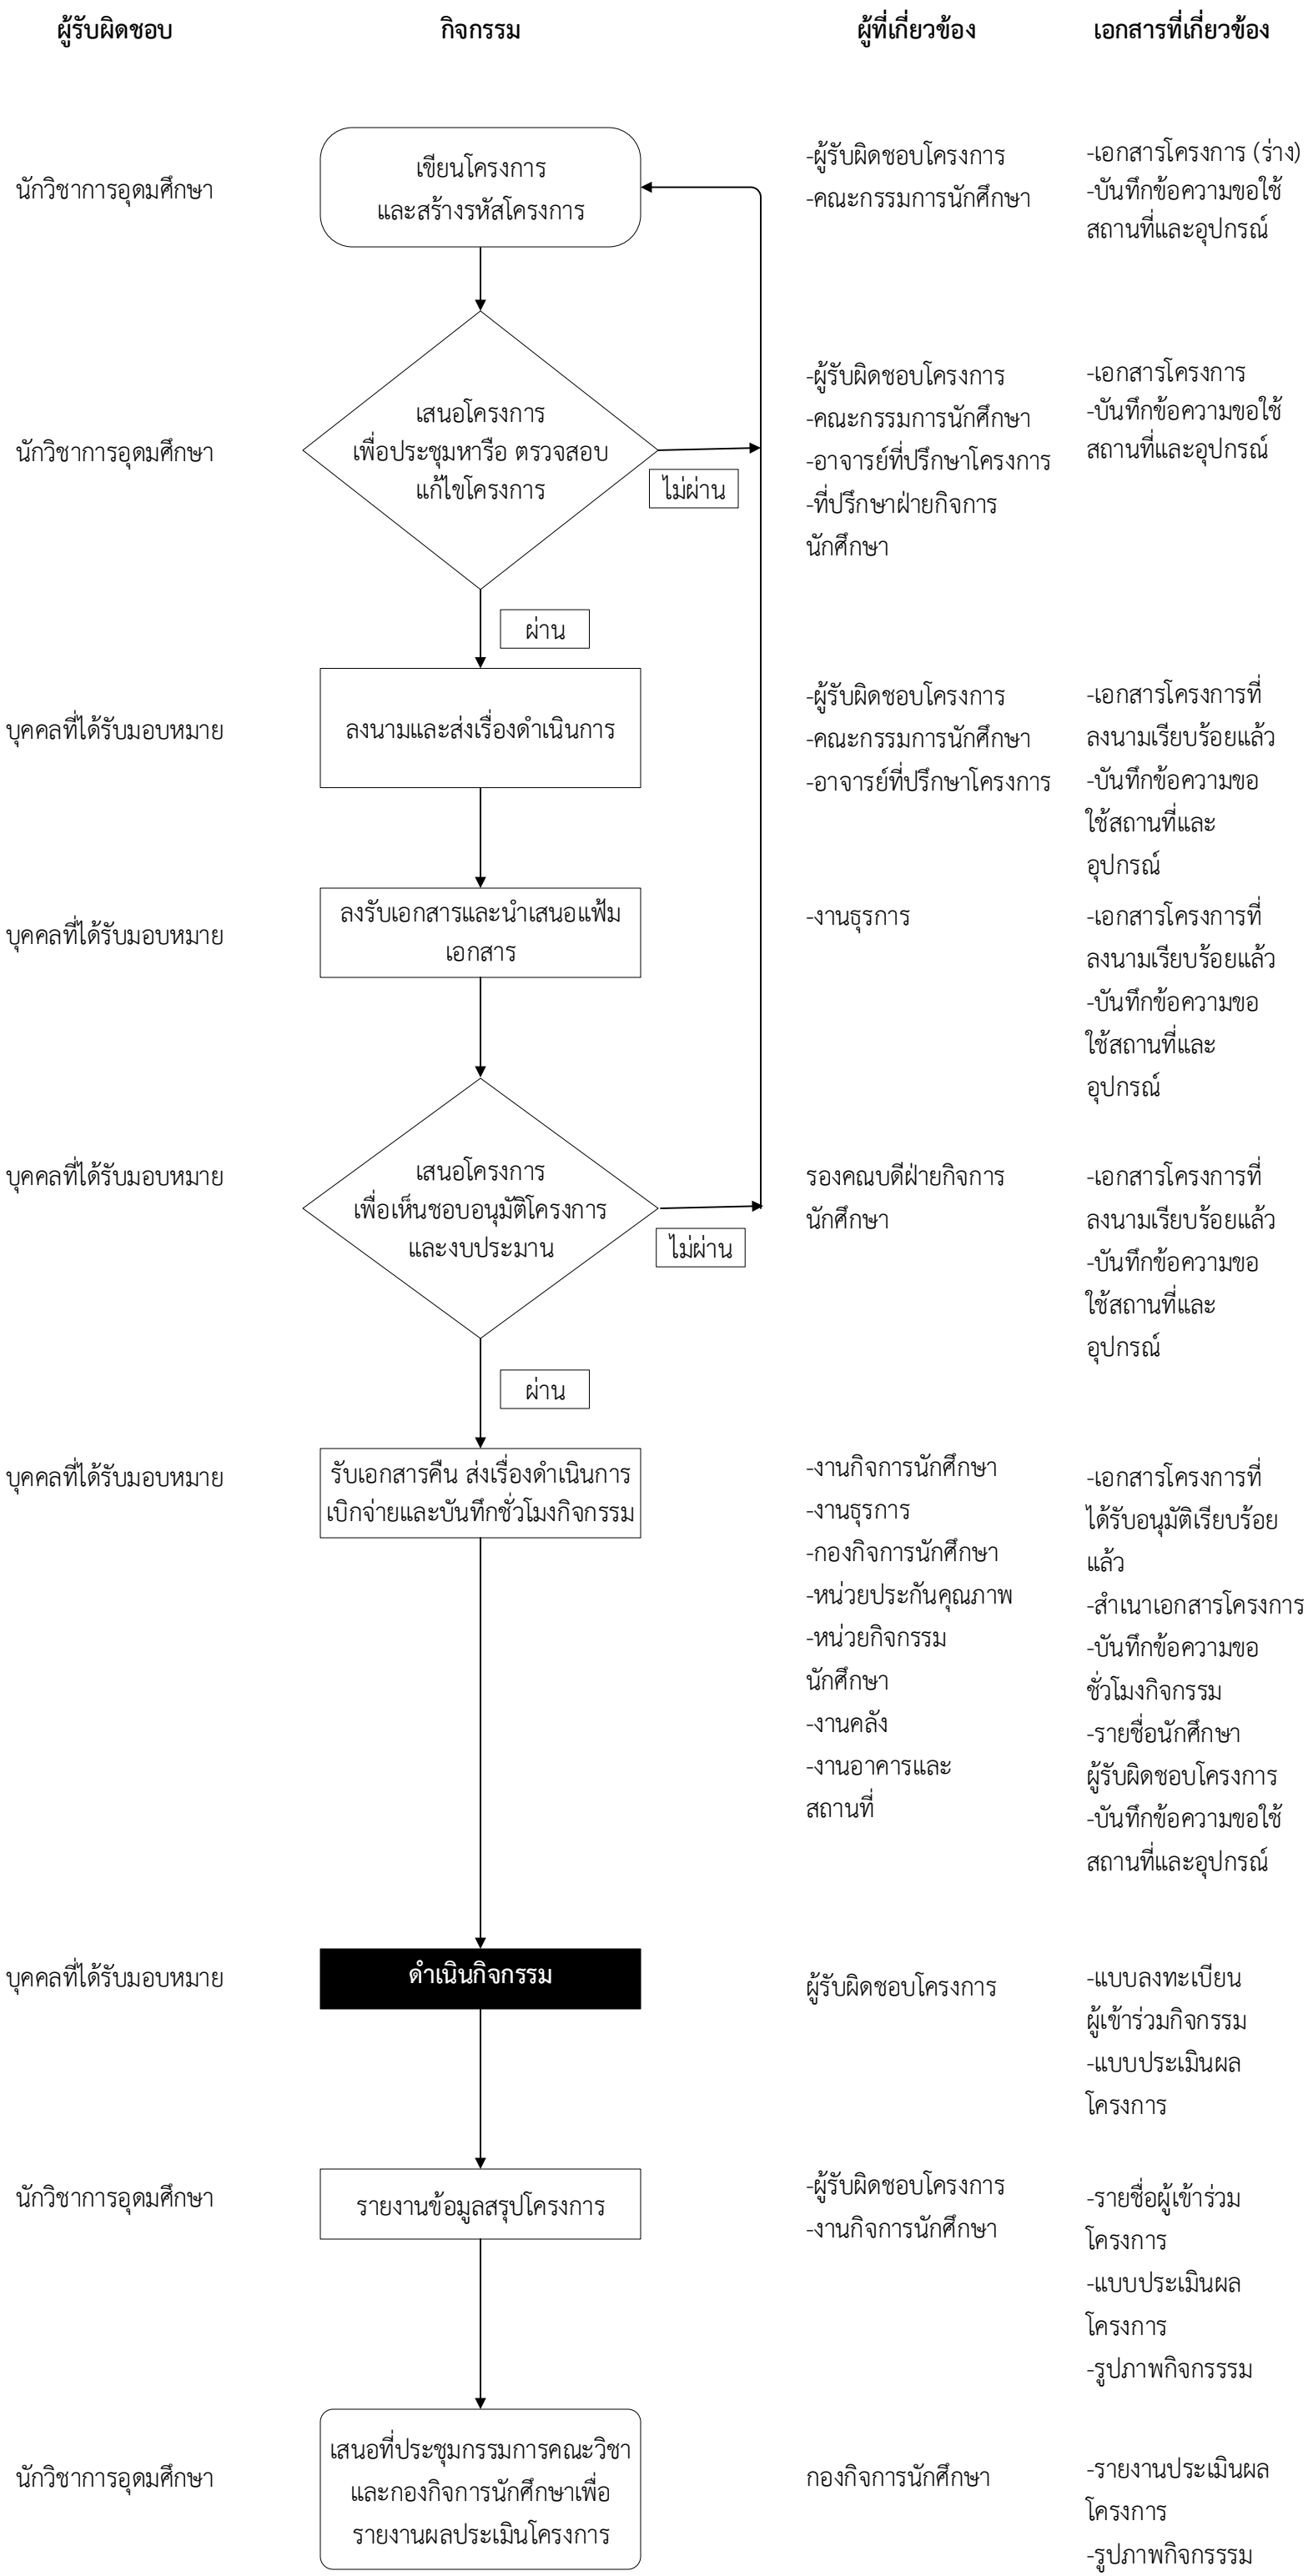 ผู้รับผิดชอบ
กิจกรรม
ผู้ที่เกี่ยวข้อง
เอกสารที่เกี่ยวข้อง
นักวิชาการอุดมศึกษา
เขียนโครงการ
และสร้างรหัสโครงการ
-ผู้รับผิดชอบโครงการ
-คณะกรรมการนักศึกษา
-เอกสารโครงการ (ร่าง)
-บันทึกข้อความขอใช้
สถานที่และอุปกรณ์
นักวิชาการอุดมศึกษา
เสนอโครงการ
เพื่อประชุมหารือ ตรวจสอบ
แก้ไขโครงการ
ไม่ผ่าน
-ผู้รับผิดชอบโครงการ
-คณะกรรมการนักศึกษา
-อาจารย์ที่ปรึกษาโครงการ
-ที่ปรึกษาฝ่ายกิจการ
นักศึกษา
-เอกสารโครงการ
-บันทึกข้อความขอใช้
สถานที่และอุปกรณ์
ผ่าน
บุคคลที่ได้รับมอบหมาย
ลงนามและส่งเรื่องดำเนินการ
-ผู้รับผิดชอบโครงการ
-คณะกรรมการนักศึกษา
-อาจารย์ที่ปรึกษาโครงการ
-เอกสารโครงการที่
ลงนามเรียบร้อยแล้ว
-บันทึกข้อความขอ
ใช้สถานที่และ
อุปกรณ์
บุคคลที่ได้รับมอบหมาย
ลงรับเอกสารและนำเสนอแฟ้ม
เอกสาร
-งานธุรการ
-เอกสารโครงการที่
ลงนามเรียบร้อยแล้ว
-บันทึกข้อความขอ
ใช้สถานที่และ
อุปกรณ์
บุคคลที่ได้รับมอบหมาย
เสนอโครงการ
เพื่อเห็นชอบอนุมัติโครงการ
และงบประมาน
ไม่ผ่าน
รองคณบดีฝ่ายกิจการ
นักศึกษา
-เอกสารโครงการที่
ลงนามเรียบร้อยแล้ว
-บันทึกข้อความขอ
ใช้สถานที่และ
อุปกรณ์
ผ่าน
บุคคลที่ได้รับมอบหมาย
รับเอกสารคืน ส่งเรื่องดำเนินการ
เบิกจ่ายและบันทึกชั่วโมงกิจกรรม
-งานกิจการนักศึกษา
-งานธุรการ
-กองกิจการนักศึกษา
-หน่วยประกันคุณภาพ
-หน่วยกิจกรรม
นักศึกษา
-งานคลัง
-งานอาคารและ
สถานที่
-เอกสารโครงการที่
ได้รับอนุมัติเรียบร้อย
แล้ว
-สำเนาเอกสารโครงการ
-บันทึกข้อความขอ
ชั่วโมงกิจกรรม
-รายชื่อนักศึกษา
ผู้รับผิดชอบโครงการ
-บันทึกข้อความขอใช้
สถานที่และอุปกรณ์
บุคคลที่ได้รับมอบหมาย
ดำเนินกิจกรรม
ผู้รับผิดชอบโครงการ
-แบบลงทะเบียน
ผู้เข้าร่วมกิจกรรม
-แบบประเมินผล
โครงการ
นักวิชาการอุดมศึกษา
รายงานข้อมูลสรุปโครงการ
-ผู้รับผิดชอบโครงการ
-งานกิจการนักศึกษา
-รายชื่อผู้เข้าร่วม
โครงการ
-แบบประเมินผล
โครงการ
-รูปภาพกิจกรรรม
นักวิชาการอุดมศึกษา
เสนอที่ประชุมกรรมการคณะวิชา
และกองกิจการนักศึกษาเพื่อ
รายงานผลประเมินโครงการ
กองกิจการนักศึกษา
-รายงานประเมินผล
โครงการ
-รูปภาพกิจกรรรม